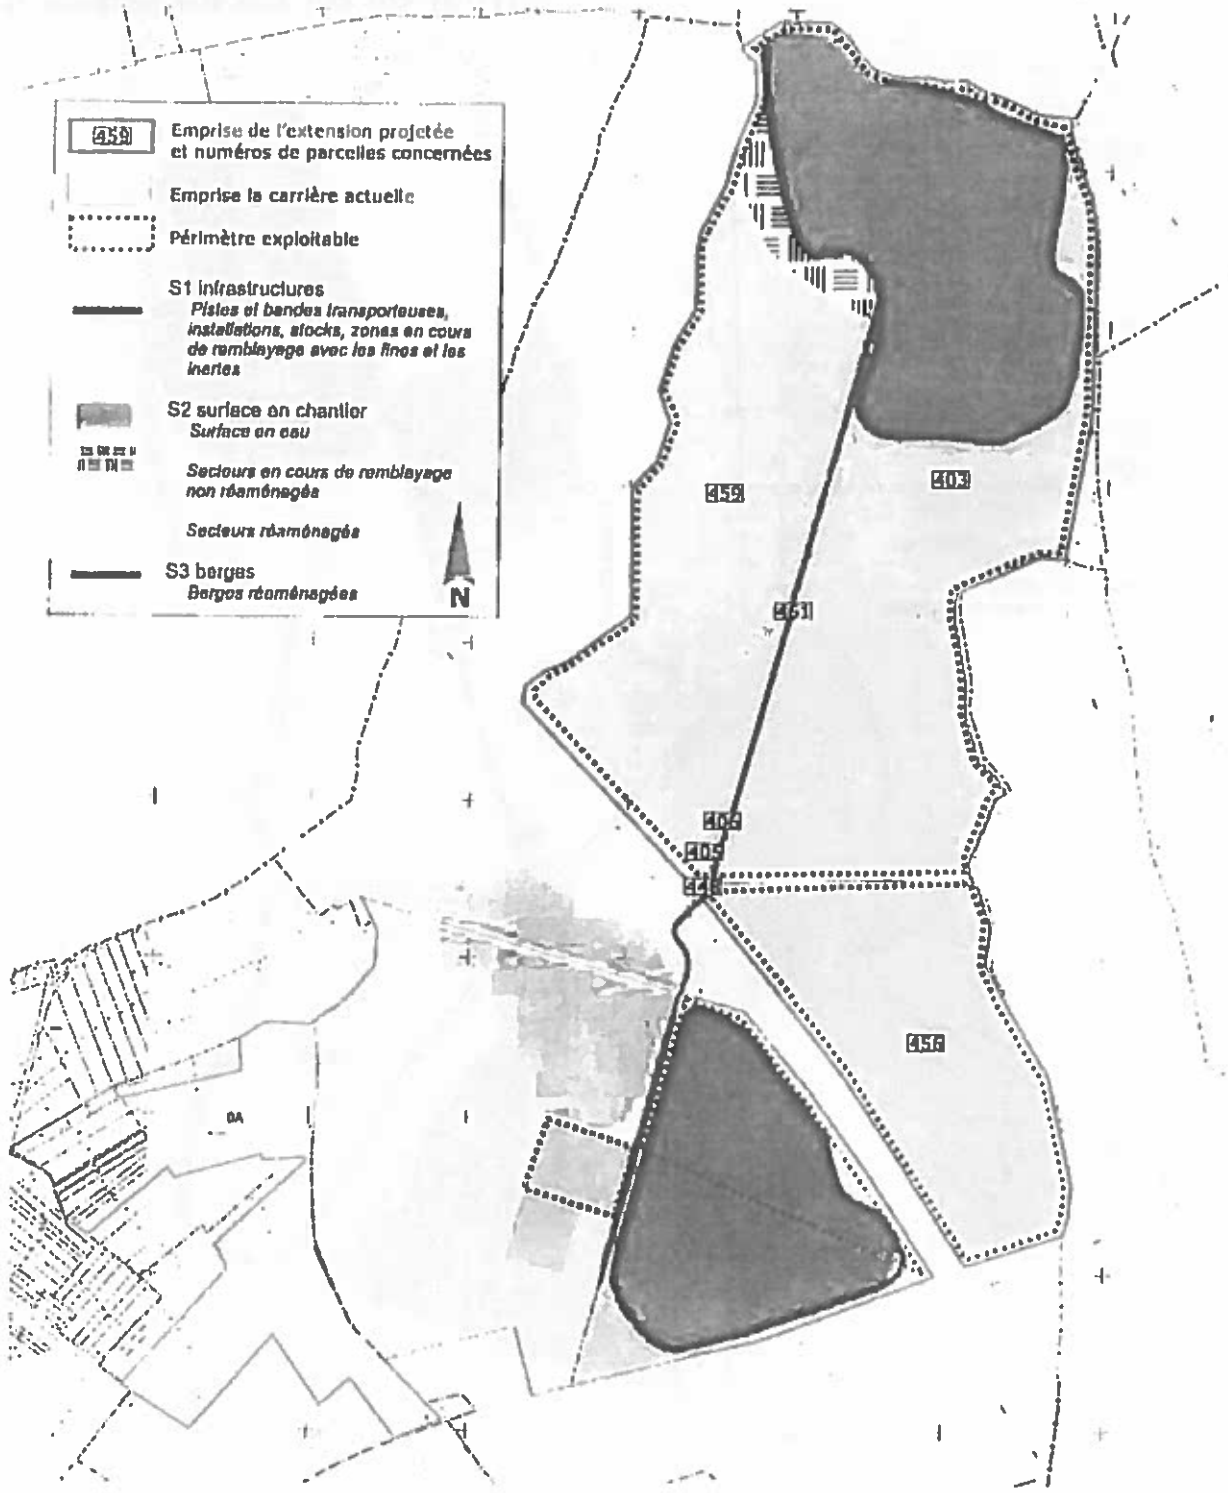 459
Emprise de l'extension projetée
et numéros de parcelles concernées
Emprise la carrière actuelle
Périmètre exploitable
S1 infrastructures
Pistes et bandes transporteuses,
installations, stocks, zones en cours
de remblayage avec les fines et les
inertes
S2 surface en chantier
Surface en eau
Secteurs en cours de remblayage
non réaménagés
Secteurs réaménagés
S3 berges
Berges réaménagées
N
459
403
451
406
405
456
DA